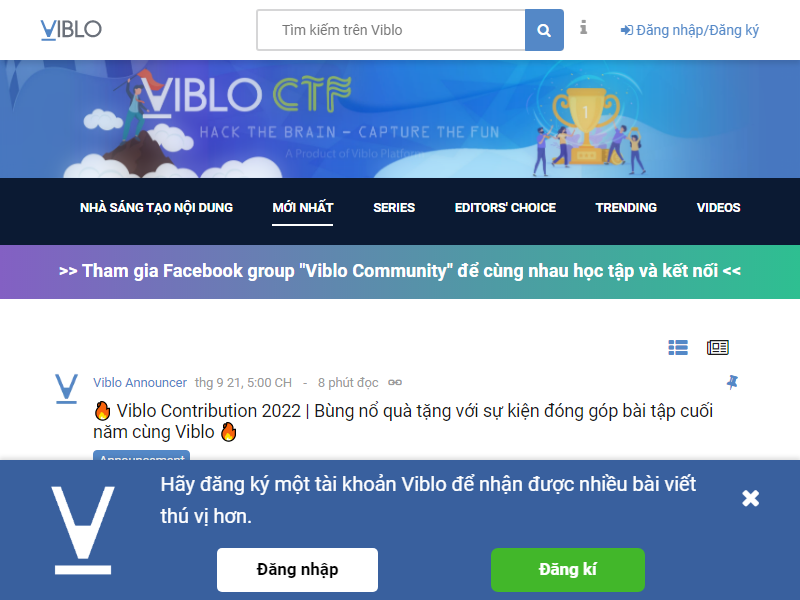 VIBLO
Tìm kiếm trên Viblo
Đăng nhập/Đăng ký
VIBLO CTF
HACK THE BRAIN - CAPTURE THE FUN
A Product of Viblo Platform
1
NHÀ SÁNG TẠO NỘI DUNG
MỚI NHẤT
SERIES
EDITORS' CHOICE
TRENDING
VIDEOS
>> Tham gia Facebook group "Viblo Community" để cùng nhau học tập và kết nối <<
Viblo Announcer thg 9 21, 5:00 CH - 8 phút đọc
🔥 Viblo Contribution 2022 | Bùng nổ quà tặng với sự kiện đóng góp bài tập cuối
năm cùng Viblo 🔥
Announcement
Hãy đăng ký một tài khoản Viblo để nhận được nhiều bài viết
thú vị hơn.
Đăng nhập
Đăng kí